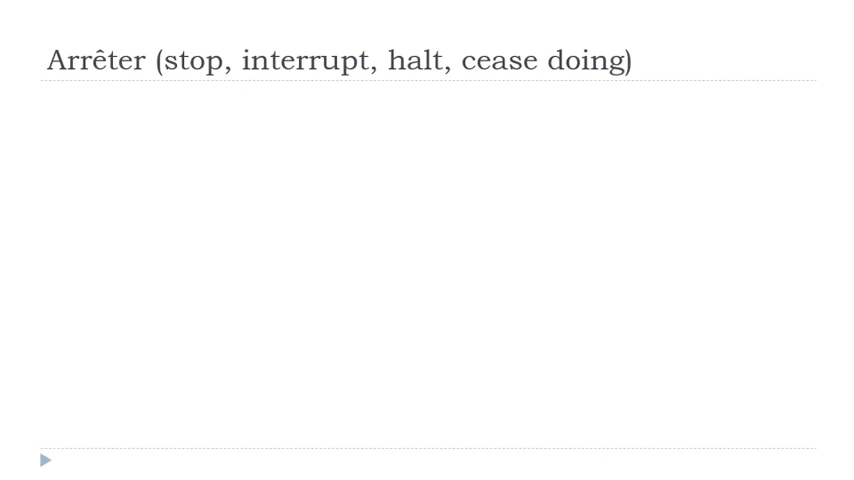 Arrêter (stop, interrupt, halt, cease doing)